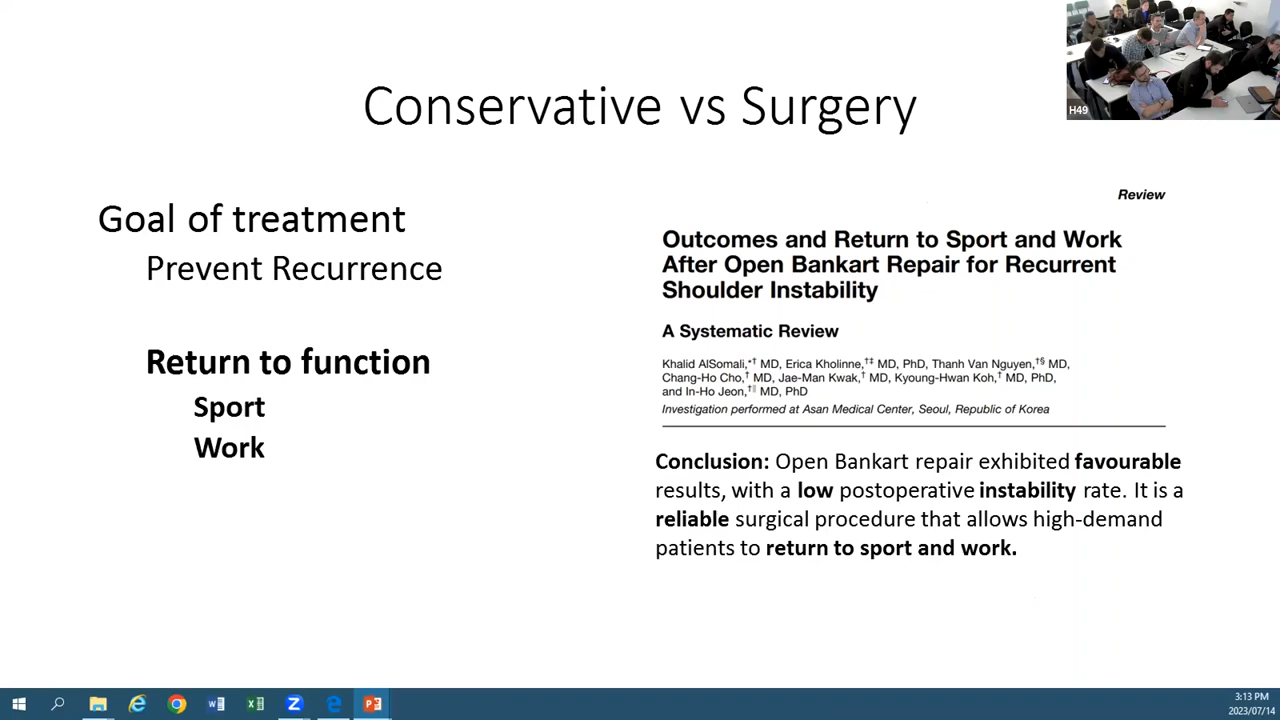 Conservative vs Surgery
H49
Goal of treatment
Prevent Recurrence
Return to function
Sport
Work
Review
Outcomes and Return to Sport and Work
After Open Bankart Repair for Recurrent
Shoulder Instability
A Systematic Review
Khalid AlSomali,*† MD, Erica Kholinne,†‡ MD, PhD, Thanh Van Nguyen,†§ MD,
Chang-Ho Cho,† MD, Jae-Man Kwak,† MD, Kyoung-Hwan Koh,† MD, PhD,
and In-Ho Jeon,†|| MD, PhD
Investigation performed at Asan Medical Center, Seoul, Republic of Korea
Conclusion: Open Bankart repair exhibited favourable
results, with a low postoperative instability rate. It is a
reliable surgical procedure that allows high-demand
patients to return to sport and work.
3:13 PM
2023/07/14